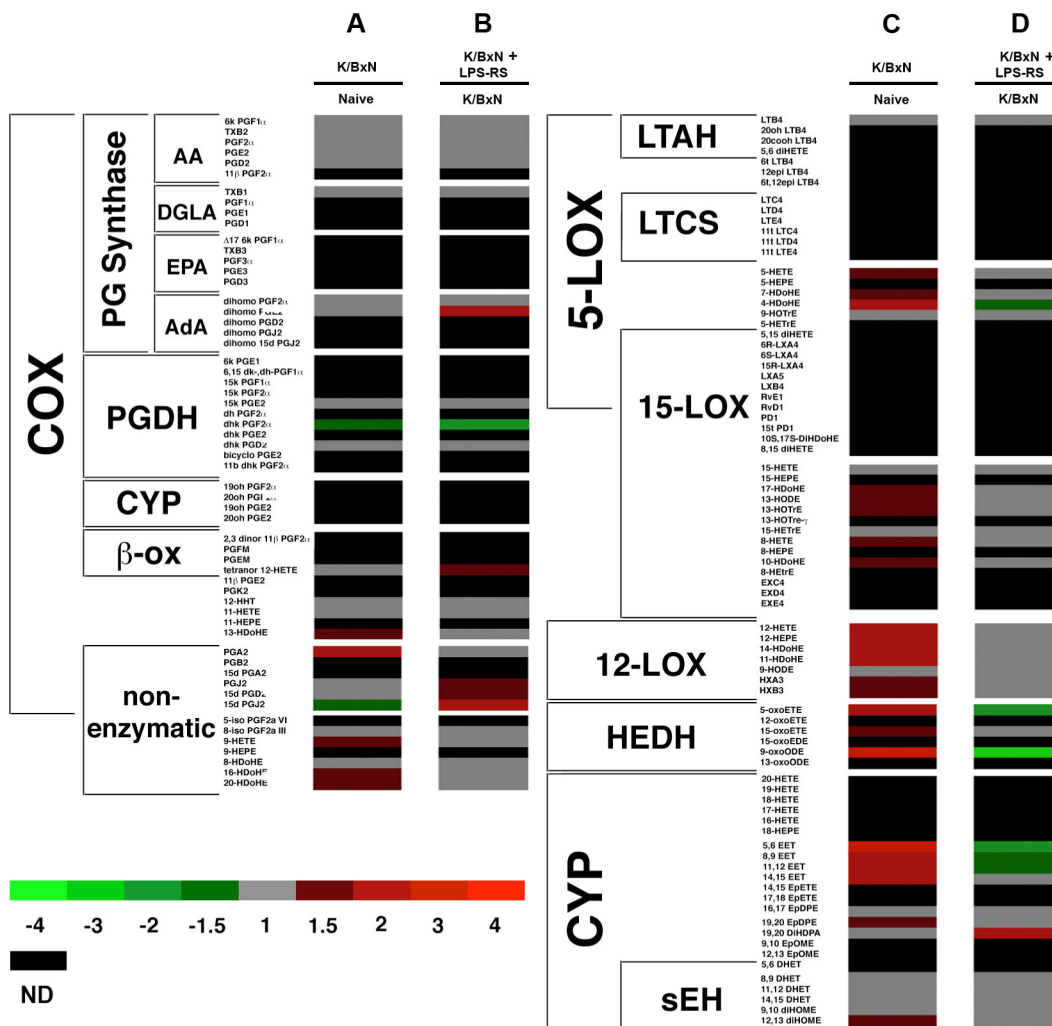 A
B
K/BxN
K/BxN +
LPS-RS
Naive
K/BxN
COX
PG Synthase
AA
6k PGF1α
TXB2
PGF2α
PGE2
PGD2
11β PGF2α
DGLA
TXB1
PGF1α
PGE1
PGD1
EPA
Δ17 6k PGF1α
TXB3
PGF3α
PGE3
PGD3
AdA
dihomo PGF2α
dihomo
dihomo PGD2
dihomo PGJ2
dihomo 15d PGJ2
PGDH
6k PGE1
6,15 dk-,dh-PGF1α
15k PGF1α
15k PGF2α
15k PGE2
dh PGF2α
dhk PGF2α
dhk PGE2
dhk PGD2
bicyclo PGE2
11b dhk PGF2α
CYP
19oh PGF2α
20oh
19oh PGE2
20oh PGE2
β-ox
2,3 dinor 11β PGF2α
PGFM
PGEM
tetranor 12-HETE
11β PGE2
PGK2
12-HHT
11-HETE
11-HEPE
13-HDoHE
non-
enzymatic
PGA2
PGB2
15d PGA2
PGJ2
15d PGD2
15d PGJ2
5-iso PGF2a VI
8-iso PGF2a III
9-HETE
9-HEPE
8-HDoHE
16-HDoHE
20-HDoHE
-4 -3 -2 -1.5 1 1.5 2 3 4
ND
C
D
K/BxN
K/BxN +
LPS-RS
Naive
K/BxN
5-LOX
LTAH
LTB4
20oh LTB4
20cooh LTB4
5,6 diHETE
6t LTB4
12epi LTB4
6t,12epi LTB4
LTCS
LTC4
LTD4
LTE4
11t LTC4
11t LTD4
11t LTE4
5-HETE
5-HEPE
7-HDoHE
4-HDoHE
9-HOTrE
5-HETrE
15-LOX
5,15 diHETE
6R-LXA4
6S-LXA4
15R-LXA4
LXA5
LXB4
RvE1
RvD1
PD1
15t PD1
10S,17S-DiHDoHE
8,15 diHETE
15-HETE
15-HEPE
17-HDoHE
13-HODE
13-HOTrE
13-HOTre-γ
15-HETrE
8-HETE
8-HEPE
10-HDoHE
8-HEtrE
EXC4
EXD4
EXE4
12-LOX
12-HETE
12-HEPE
14-HDoHE
11-HDoHE
9-HODE
HXA3
HXB3
HEDH
5-oxoETE
12-oxoETE
15-oxoETE
15-oxoEDE
9-oxoODE
13-oxoODE
CYP
20-HETE
19-HETE
18-HETE
17-HETE
16-HETE
18-HEPE
5,6 EET
8,9 EET
11,12 EET
14,15 EET
14,15 EpETE
17,18 EpETE
16,17 EpDPE
19,20 EpDPE
19,20 DiHDPA
9,10 EpOME
12,13 EpOME
5,6 DHET
sEH
8,9 DHET
11,12 DHET
14,15 DHET
9,10 diHOME
12,13 diHOME